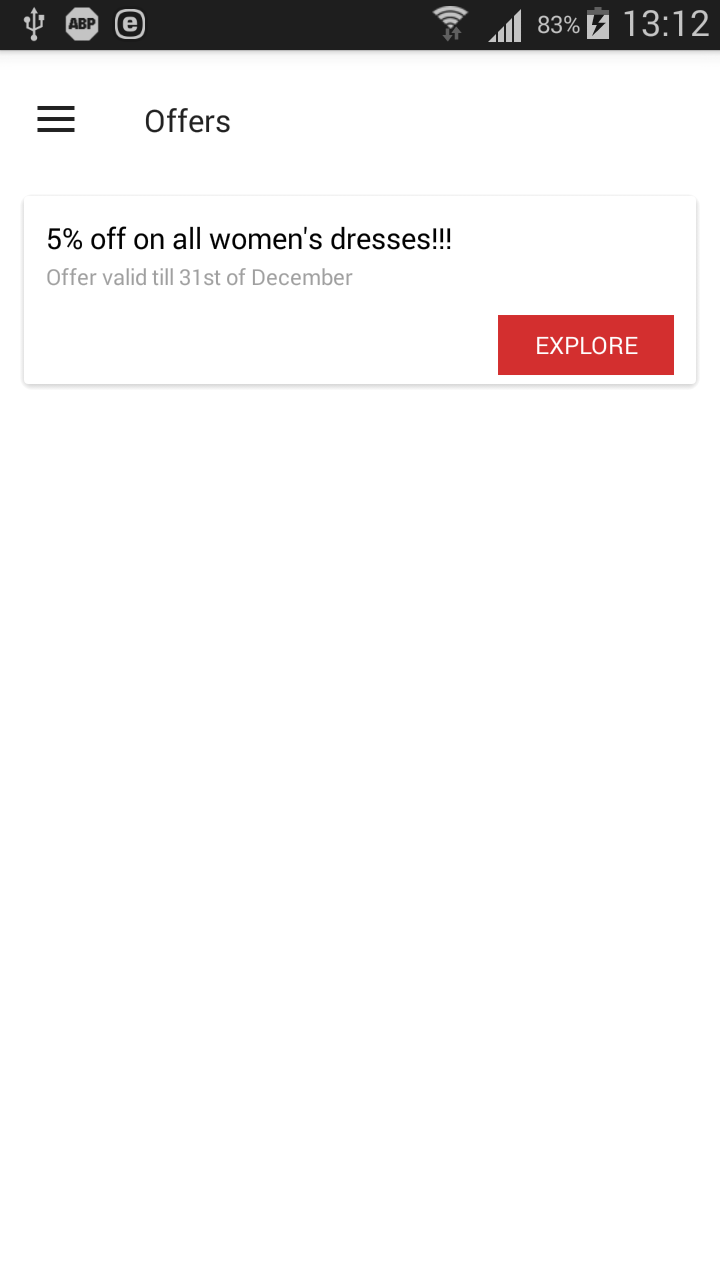 ABP e 83% 13:12
Offers
5% off on all women's dresses!!!
Offer valid till 31st of December
EXPLORE